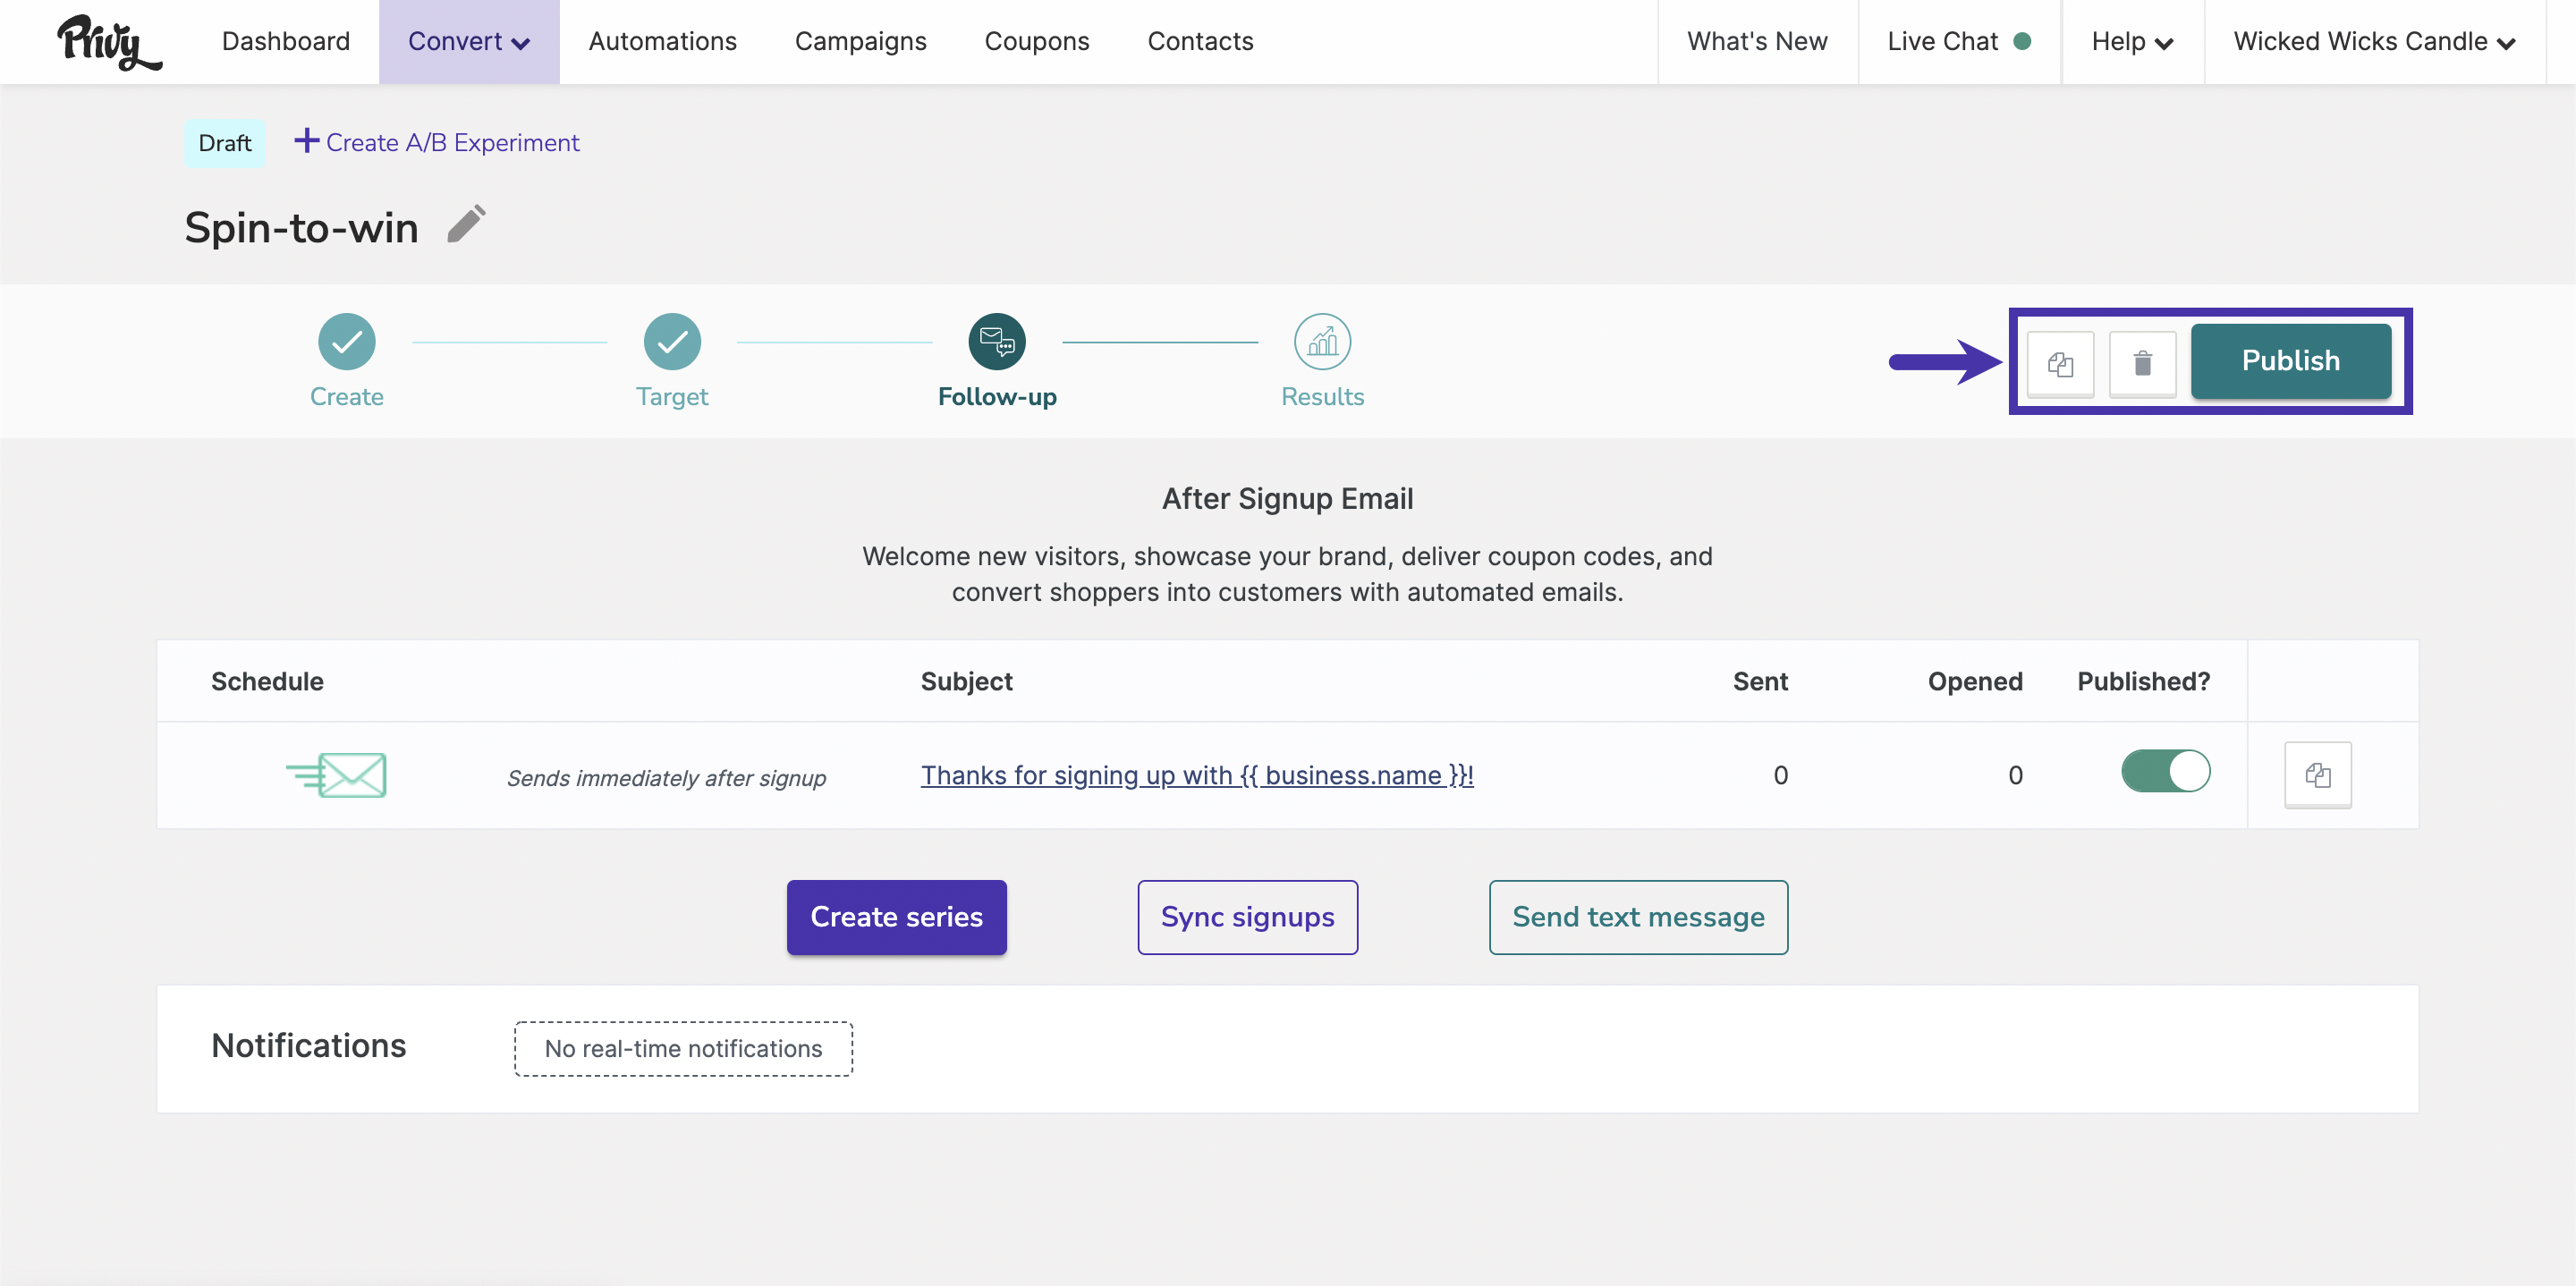 Privy
Dashboard
Convert
Automations
Campaigns
Coupons
Contacts
What's New
Live Chat
Help
Wicked Wicks Candle
Draft
Create A/B Experiment
Spin-to-win
Create
Target
Follow-up
Results
Publish
After Signup Email
Welcome new visitors, showcase your brand, deliver coupon codes, and
convert shoppers into customers with automated emails.
Schedule
Subject
Sent
Opened
Published?
Sends immediately after signup
Thanks for signing up with {{ business.name }}!
0
0
Create series
Sync signups
Send text message
Notifications
No real-time notifications